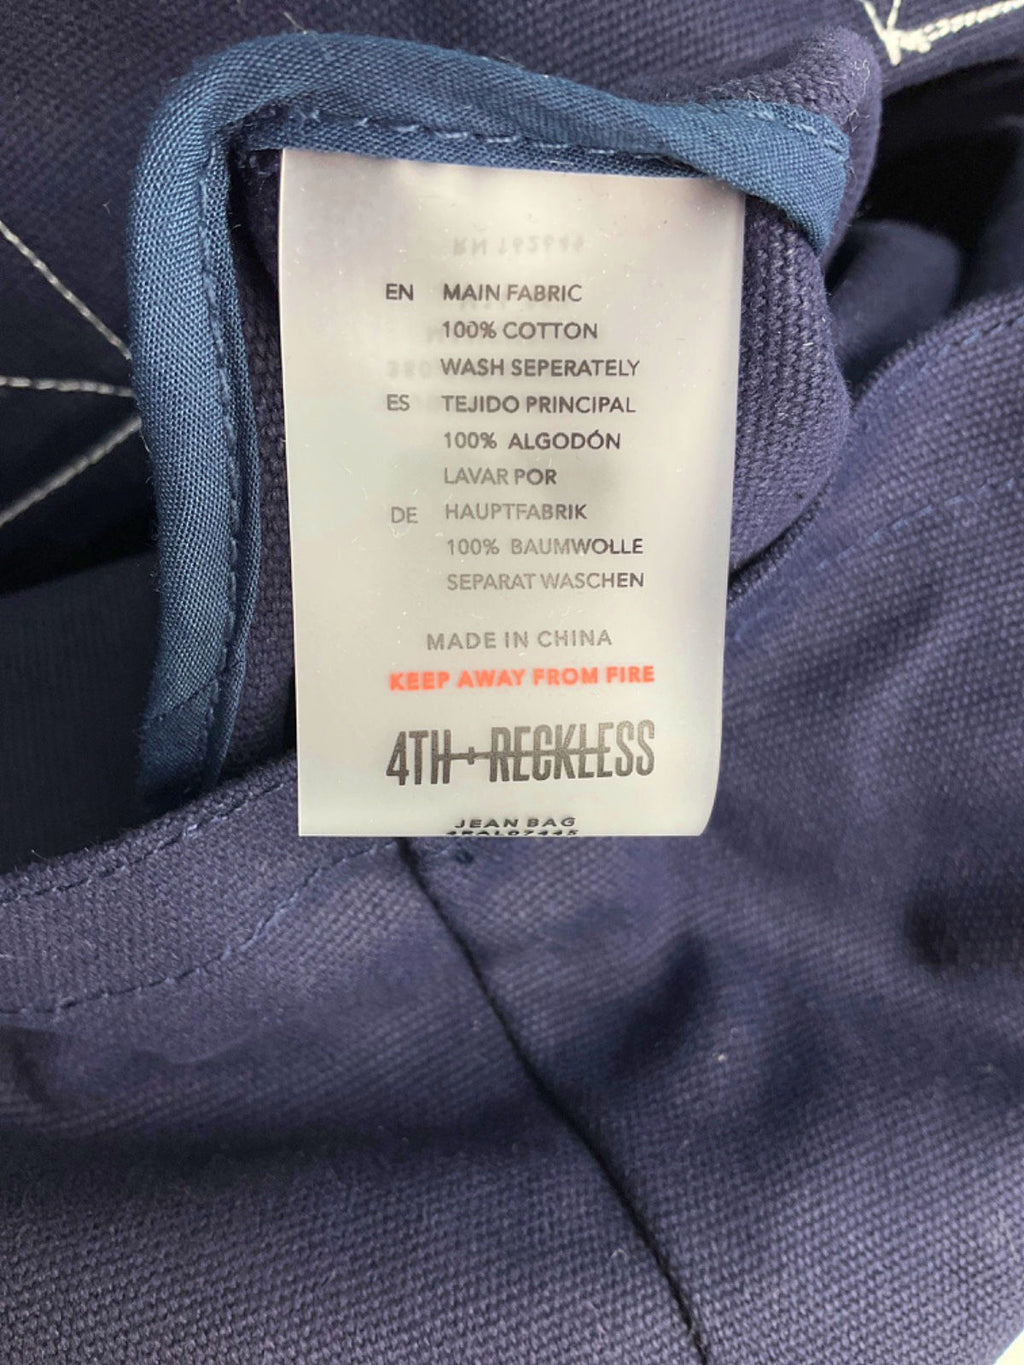 EN MAIN FABRIC
100% COTTON
WASH SEPERATELY
ES TEJIDO PRINCIPAL
100% ALGODÓN
LAVAR POR
DE HAUPTFABRIK
100% BAUMWOLLE
SEPARAT WASCHEN
MADE IN CHINA
KEEP AWAY FROM FIRE
4TH + RECKLESS
JEAN BAG